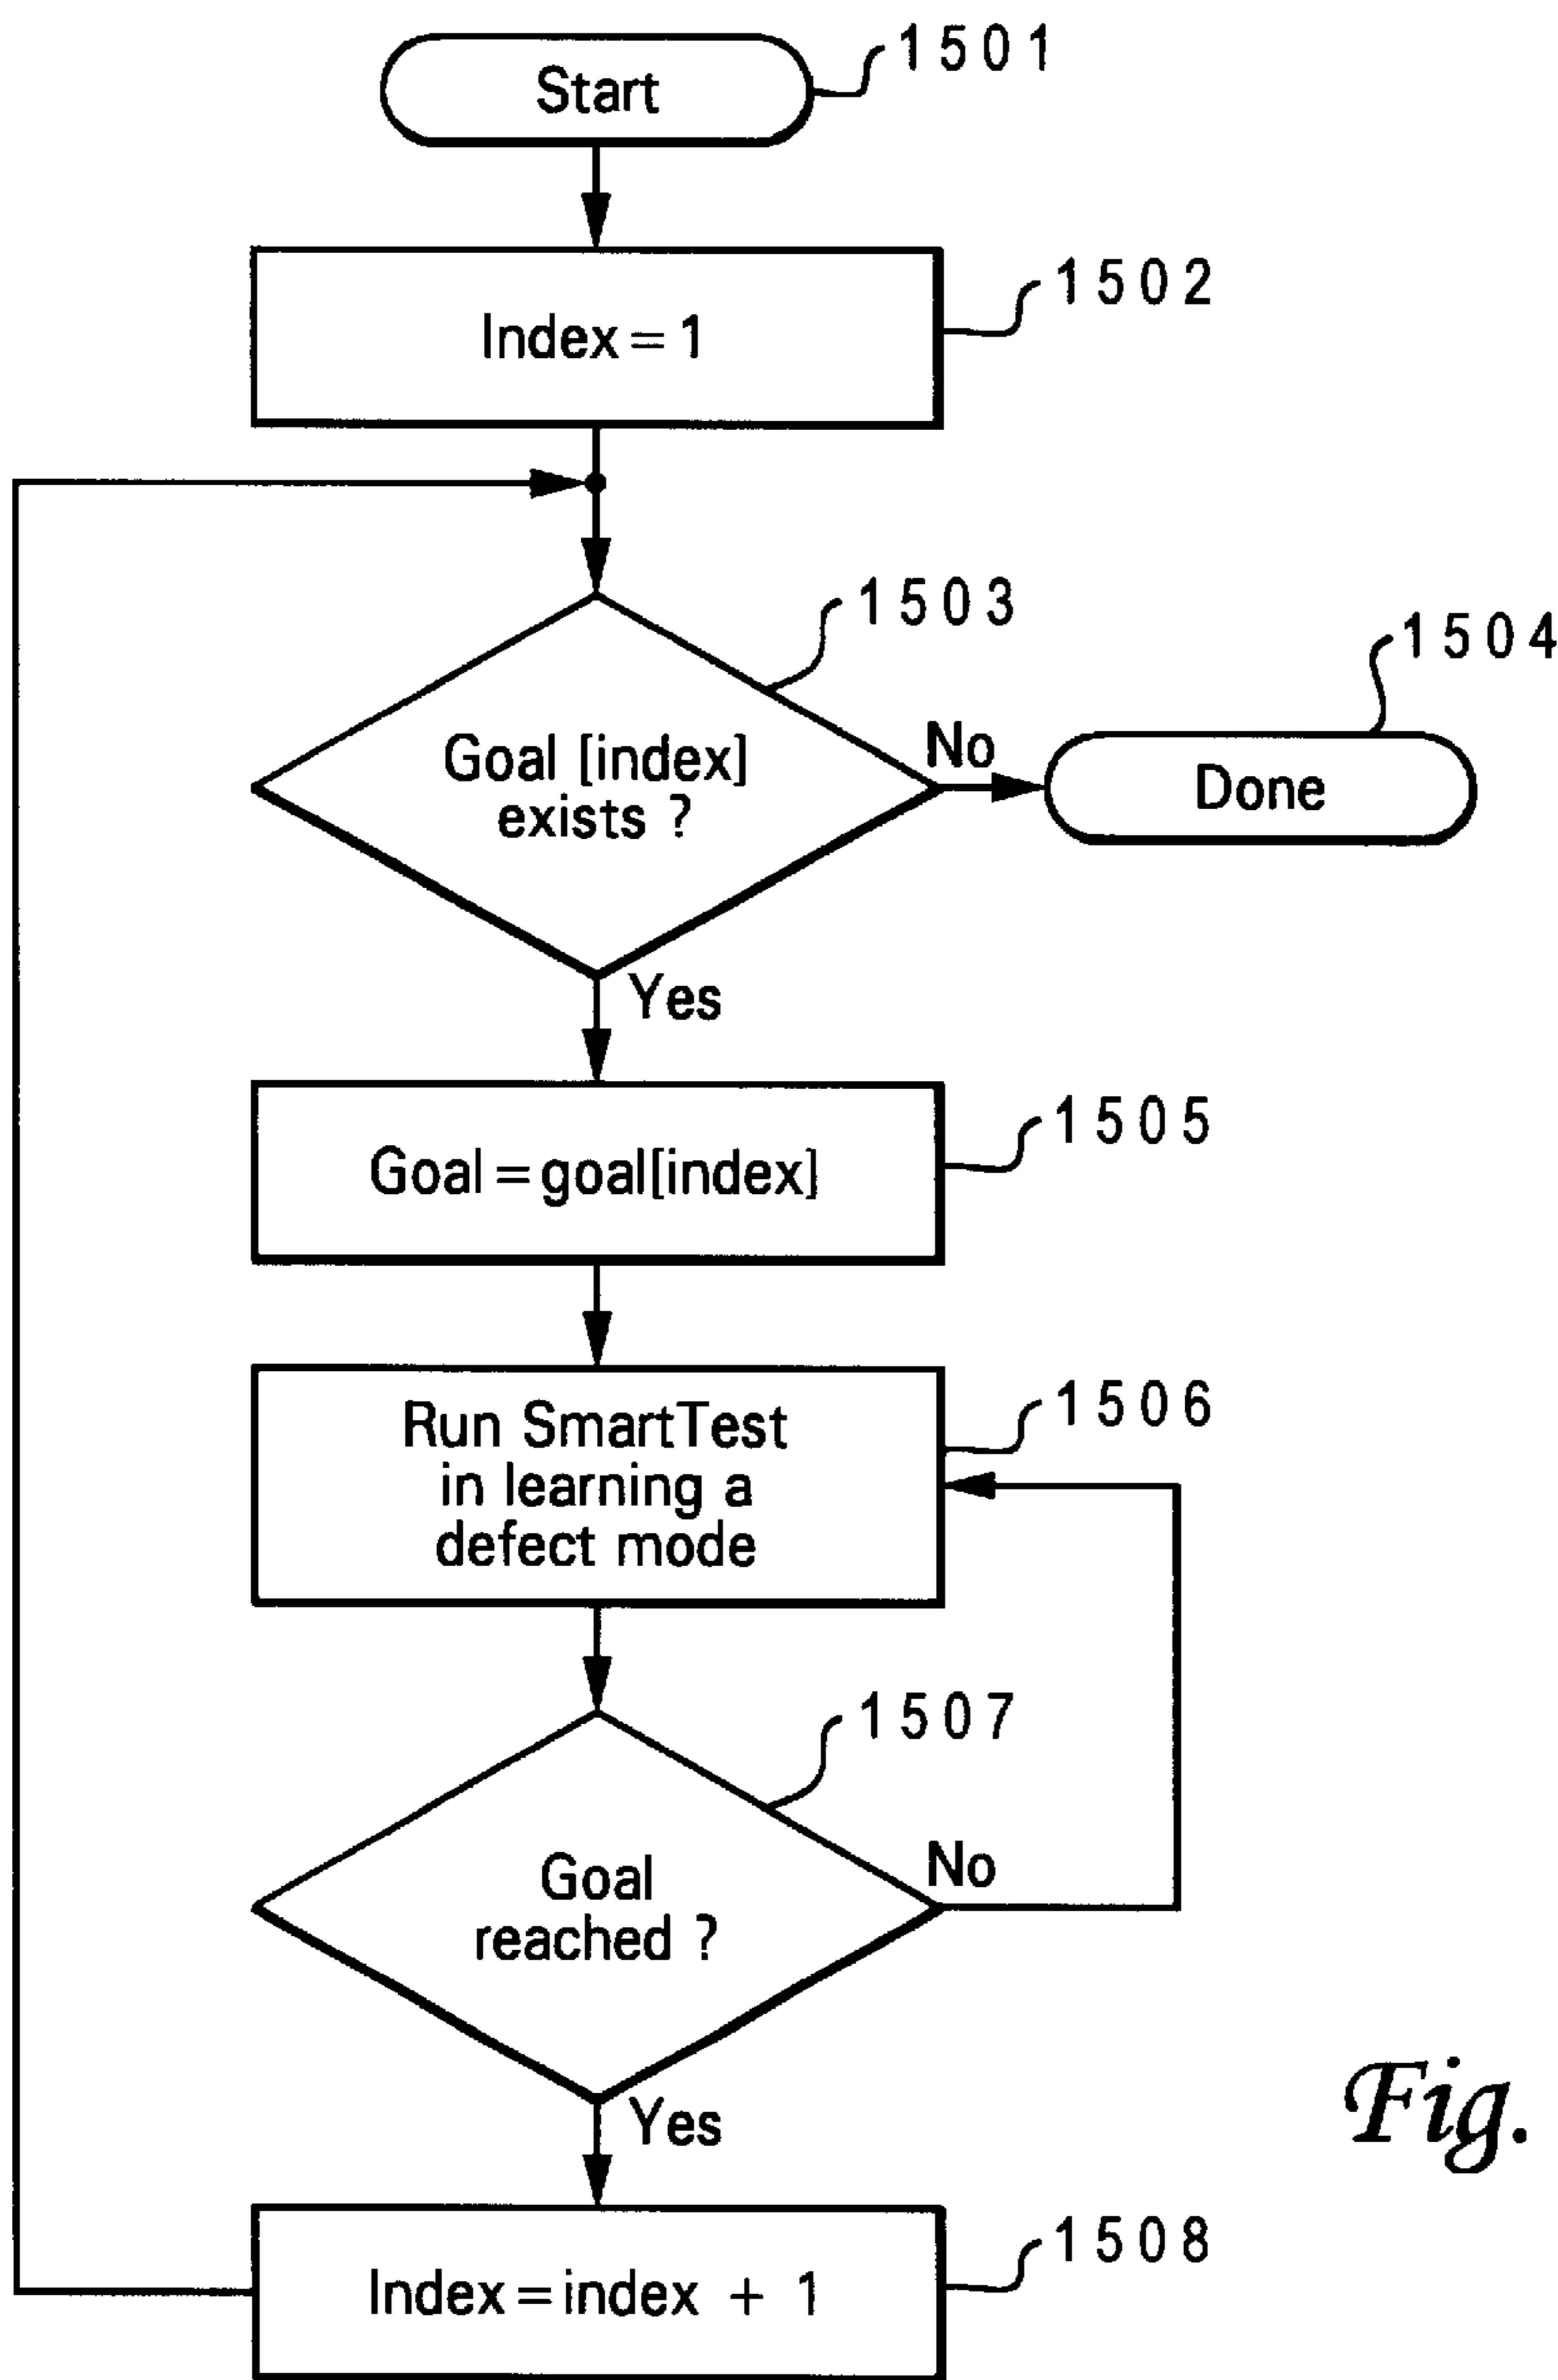 Start
1501
Index = 1
1502
Goal [index]
exists ?
1503
No
Done
1504
Yes
Goal = goal[index]
1505
Run SmartTest
in learning a
defect mode
1506
Goal
reached ?
1507
No
Yes
Index = index + 1
1508
Fig.